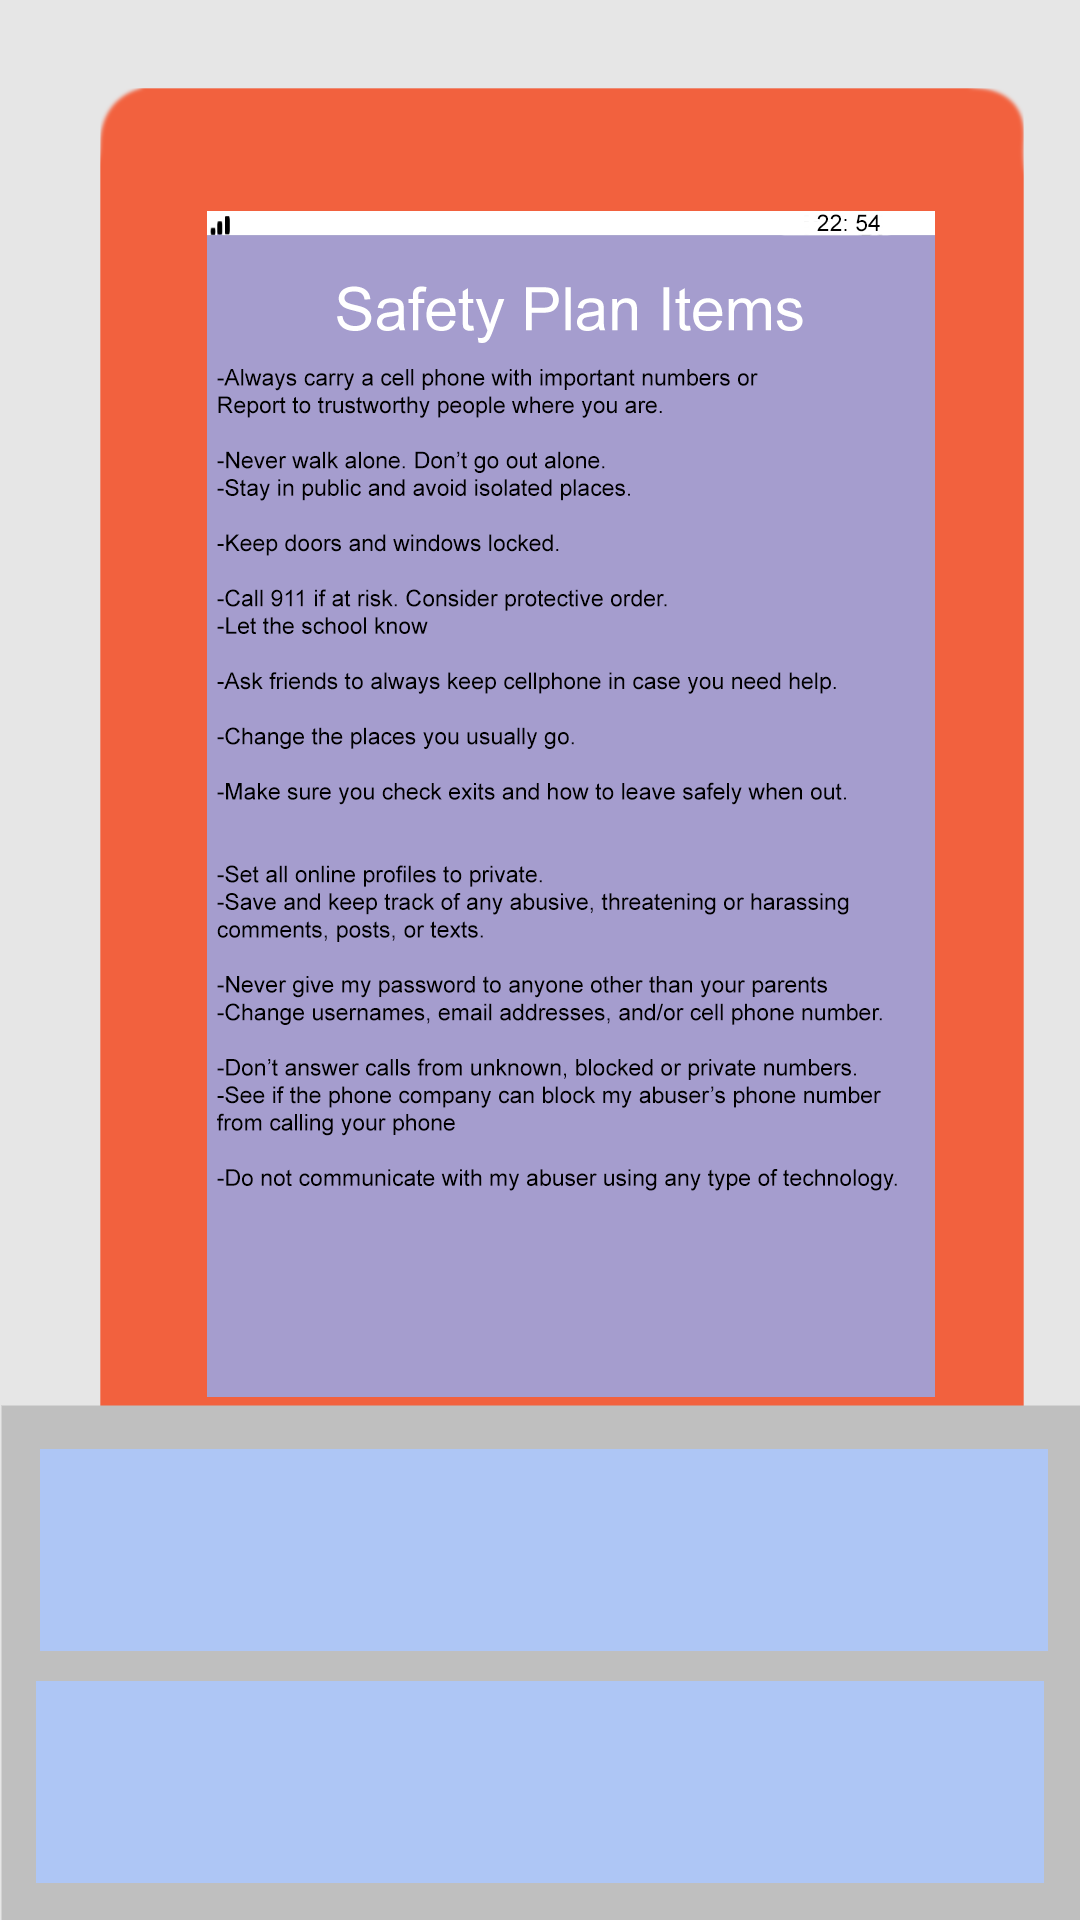 22: 54
Safety Plan Items
-Always carry a cell phone with important numbers or
Report to trustworthy people where you are.
-Never walk alone. Don’t go out alone.
-Stay in public and avoid isolated places.
-Keep doors and windows locked.
-Call 911 if at risk. Consider protective order.
-Let the school know
-Ask friends to always keep cellphone in case you need help.
-Change the places you usually go.
-Make sure you check exits and how to leave safely when out.
-Set all online profiles to private.
-Save and keep track of any abusive, threatening or harassing
comments, posts, or texts.
-Never give my password to anyone other than your parents
-Change usernames, email addresses, and/or cell phone number.
-Don’t answer calls from unknown, blocked or private numbers.
-See if the phone company can block my abuser’s phone number
from calling your phone
-Do not communicate with my abuser using any type of technology.